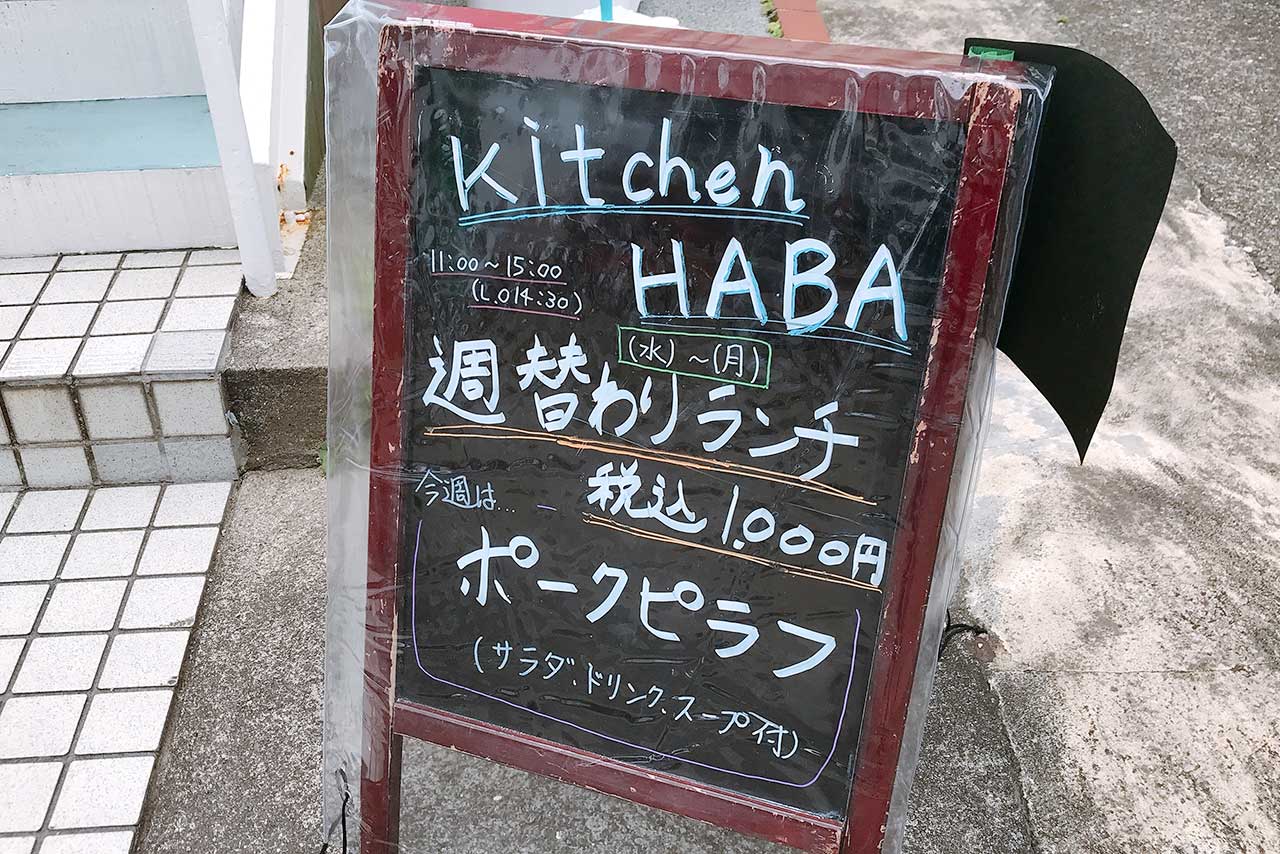 Kitchen
HABA
11:00～15:00
(L.O14:30)
(水)～(月)
週替わりランチ
税込1.000円
今週は…
ポークピラフ
(サラダ、ドリンク、スープ付)